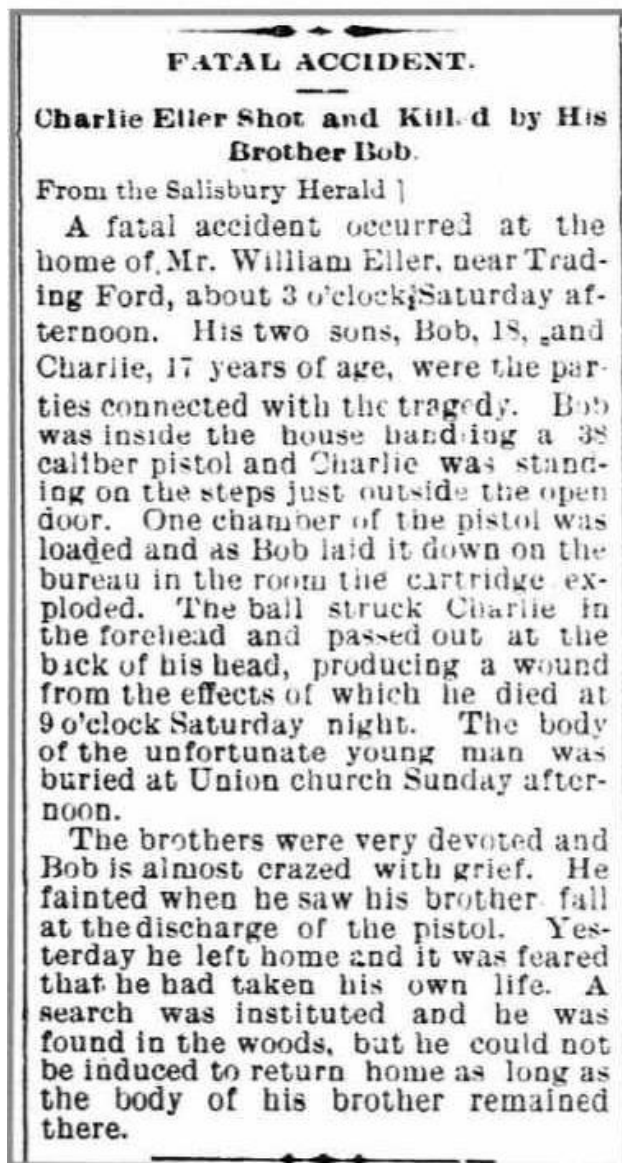 FATAL ACCIDENT.
Charlie Eller Shot and Kill d by His
Brother Bob.
From the Salisbury Herald ]
A fatal accident occurred at the
home of Mr. William Eller, near Trad-
ing Ford, about 3 o'clock Saturday af-
ternoon. His two sons, Bob, 18, and
Charlie, 17 years of age, were the par-
ties connected with the tragedy. Bob
was inside the house handling a 38
caliber pistol and Charlie was stand-
ing on the steps just outside the open
door. One chamber of the pistol was
loaded and as Bob laid it down on the
bureau in the room the cartridge ex-
ploded. The ball struck Charlie in
the forehead and passed out at the
back of his head, producing a wound
from the effects of which he died at
9 o'clock Saturday night. The body
of the unfortunate young man was
buried at Union church Sunday after-
noon.
The brothers were very devoted and
Bob is almost crazed with grief. He
fainted when he saw his brother fall
at the discharge of the pistol. Yes-
terday he left home and it was feared
that he had taken his own life. A
search was instituted and he was
found in the woods, but he could not
be induced to return home as long as
the body of his brother remained
there.